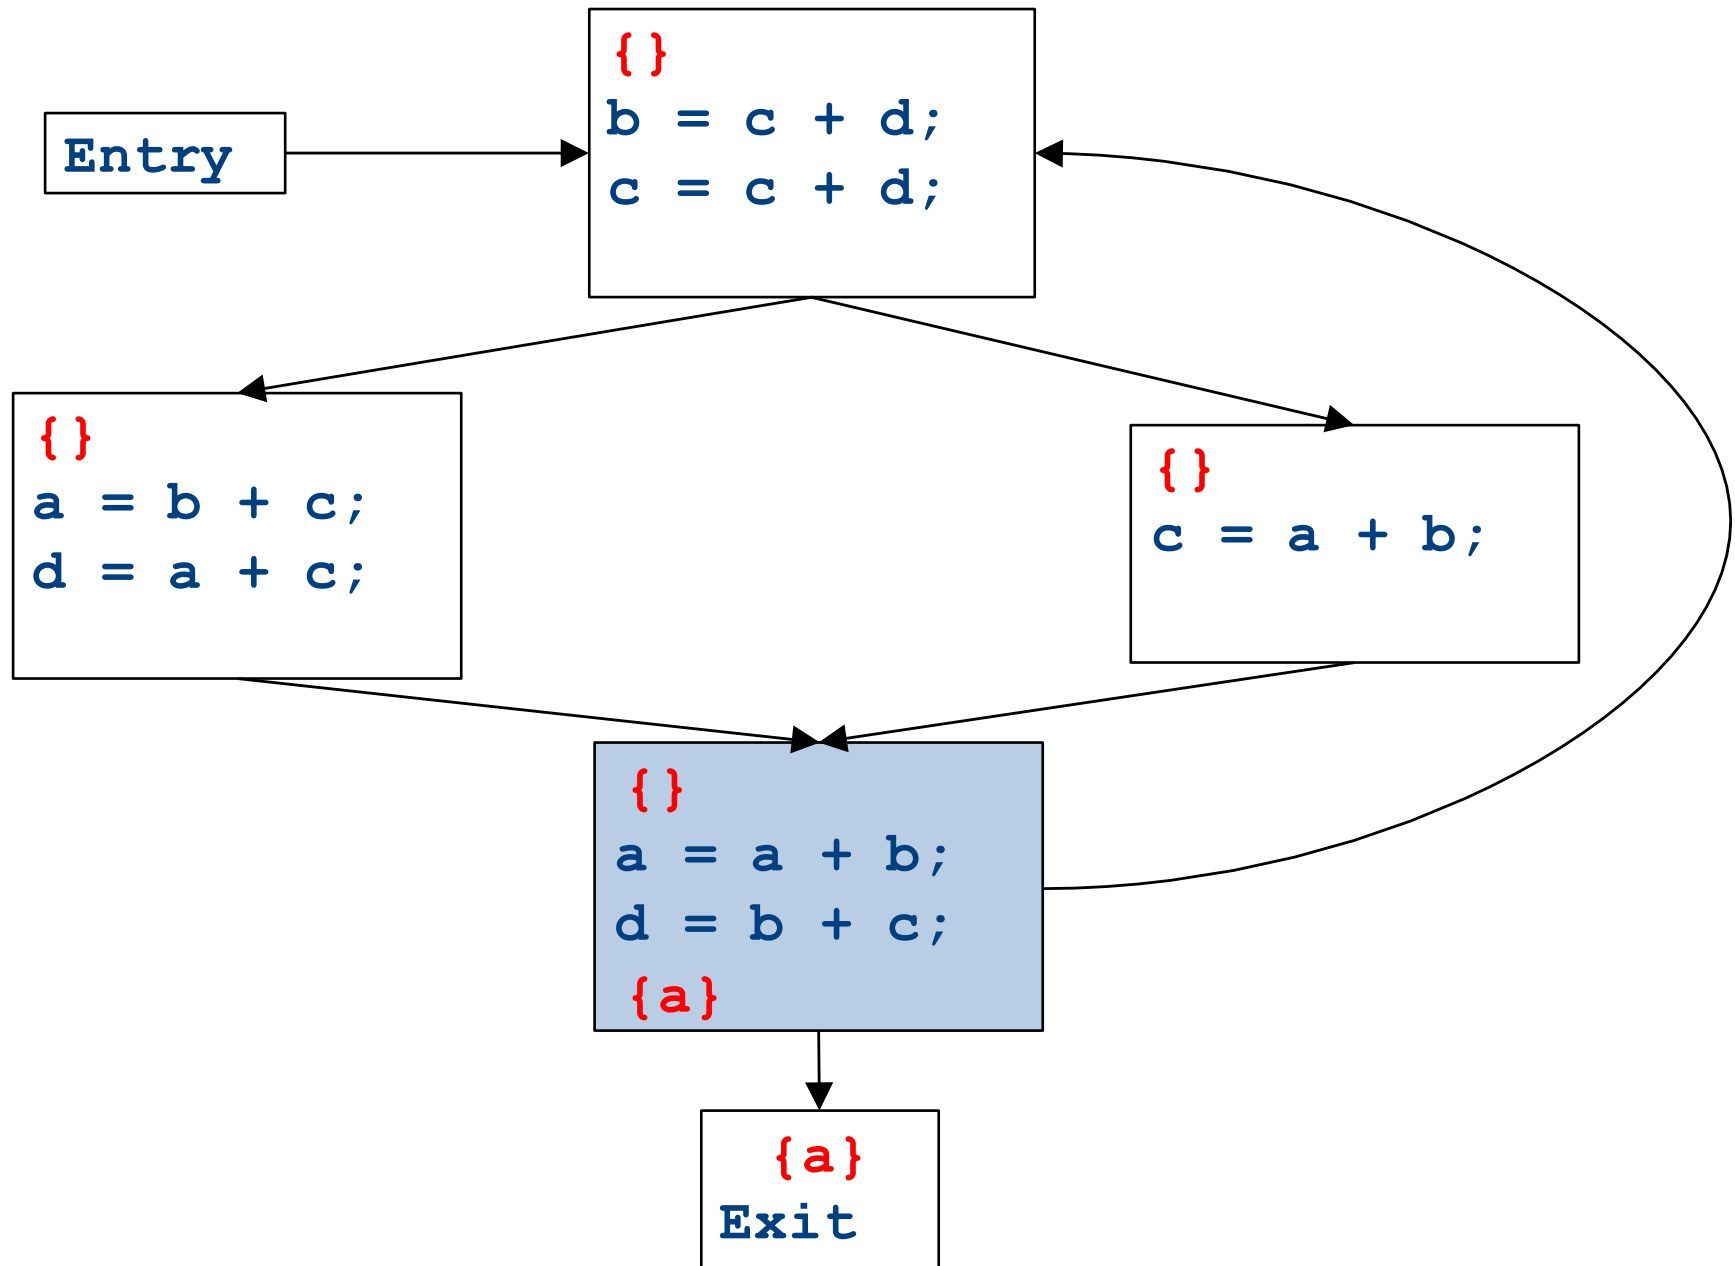 {}
b = c + d;
c = c + d;
Entry
{}
a = b + c;
d = a + c;
{}
c = a + b;
{}
a = a + b;
d = b + c;
{a}
{a}
Exit